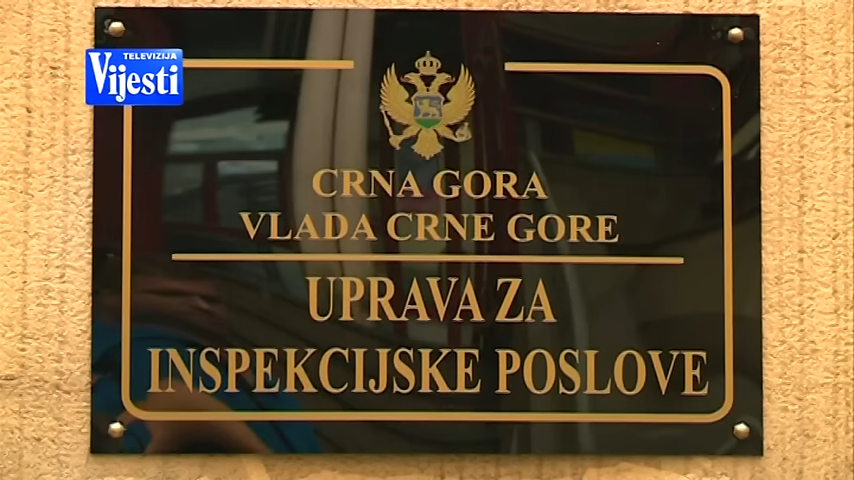 TELEVIZIJA
Vijesti
CRNA GORA
VLADA CRNE GORE
UPRAVA ZA
INSPEKCIJSKE POSLOVE